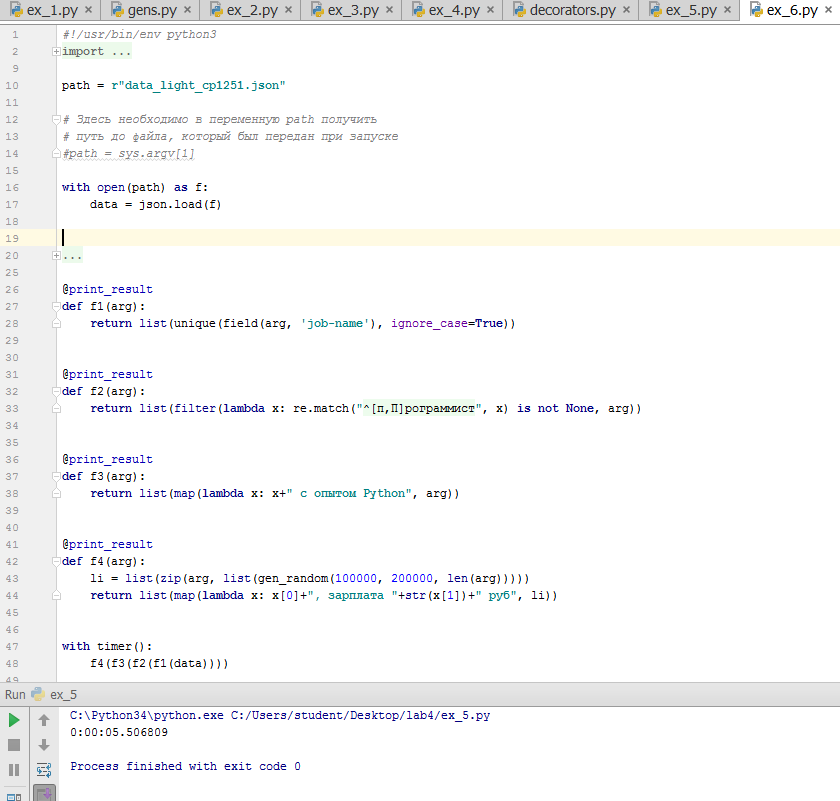 ex_1.py gens.py ex_2.py ex_3.py ex_4.py decorators.py ex_5.py ex_6.py
1 #!/usr/bin/env python3
2 import ...
9
10 path = r"data_light_cp1251.json"
11
12 # Здесь необходимо в переменную path получить
13 # путь до файла, который был передан при запуске
14 #path = sys.argv[1]
15
16 with open(path) as f:
17     data = json.load(f)
18
19
20 ...
25
26 @print_result
27 def f1(arg):
28     return list(unique(field(arg, 'job-name'), ignore_case=True))
29
30
31 @print_result
32 def f2(arg):
33     return list(filter(lambda x: re.match("^[п,П]рограммист", x) is not None, arg))
34
35
36 @print_result
37 def f3(arg):
38     return list(map(lambda x: x+" с опытом Python", arg))
39
40
41 @print_result
42 def f4(arg):
43     li = list(zip(arg, list(gen_random(100000, 200000, len(arg)))))
44     return list(map(lambda x: x[0]+", зарплата "+str(x[1])+" руб", li))
45
46
47 with timer():
48     f4(f3(f2(f1(data))))
49
Run ex_5
C:\Python34\python.exe C:/Users/student/Desktop/lab4/ex_5.py
0:00:05.506809
Process finished with exit code 0